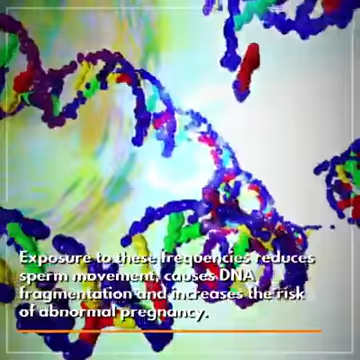 Exposure to these frequencies reduces
sperm movement, causes DNA
fragmentation and increases the risk
of abnormal pregnancy.